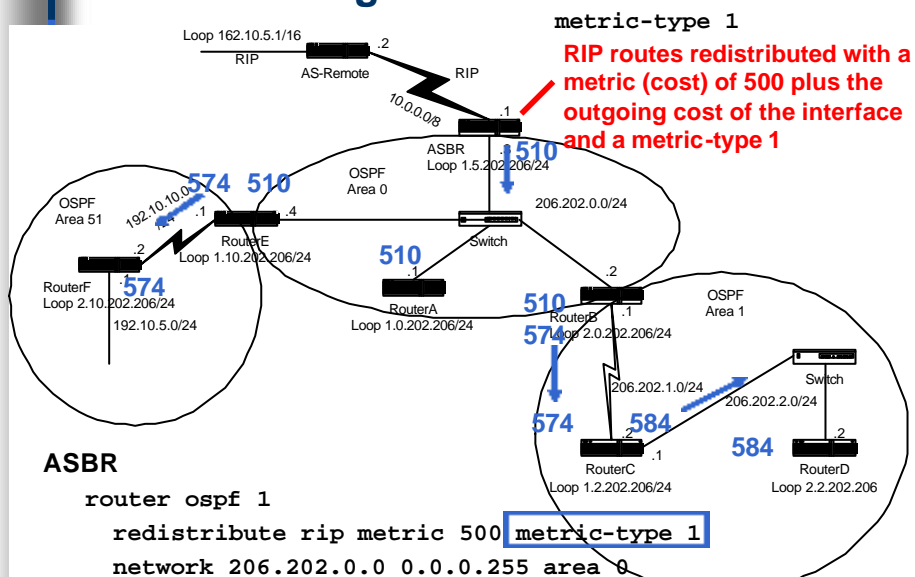 metric-type 1
RIP routes redistributed with a
metric (cost) of 500 plus the
outgoing cost of the interface
and a metric-type 1
Loop 162.10.5.1/16
RIP
.2
AS-Remote
RIP
10.0.0.0/8
.1
ASBR
.3
510
Loop 1.5.202.206/24
OSPF
Area 0
206.202.0.0/24
Switch
OSPF
Area 51
192.10.10.0
574
510
.1
.4
RouterE
Loop 1.10.202.206/24
.2
.1
574
RouterF
Loop 2.10.202.206/24
192.10.5.0/24
510
.1
RouterA
Loop 1.0.202.206/24
.2
510
.1
RouterB
574
Loop 2.0.202.206/24
OSPF
Area 1
206.202.1.0/24
Switch
206.202.2.0/24
574
584
584
.2
.1
.2
RouterC
Loop 1.2.202.206/24
RouterD
Loop 2.2.202.206
ASBR
router ospf 1
redistribute rip metric 500 metric-type 1
network 206.202.0.0 0.0.0.255 area 0